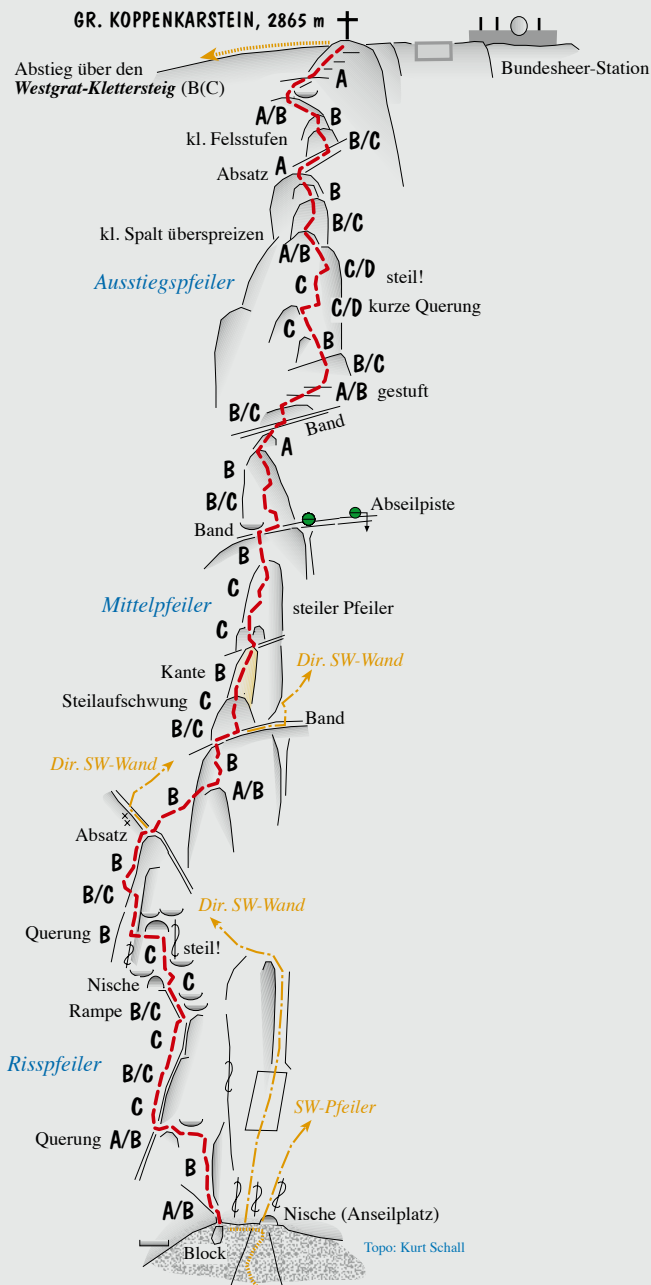 GR. KOPPENKARSTEIN, 2865 m
Abstieg über den
Westgrat-Klettersteig (B(C)
Bundesheer-Station
A
A/B
B
kl. Felsstufen
B/C
A
Absatz
B
B/C
kl. Spalt überspreizen
A/B
Ausstiegspfeiler
C/D steil!
C
C/D kurze Querung
C
B
B/C
A/B gestuft
B/C
Band
A
B
B/C
Abseilpiste
Band
B
C
Mittelpfeiler
steiler Pfeiler
C
Dir. SW-Wand
Kante B
Steilaufschwung C
Band
B/C
Dir. SW-Wand
B
A/B
B
Absatz
B
B/C
Dir. SW-Wand
Querung B
steil!
C
Nische
C
Rampe B/C
C
Risspfeiler
B/C
SW-Pfeiler
C
Querung A/B
B
A/B
Nische (Anseilplatz)
Block
Topo: Kurt Schall